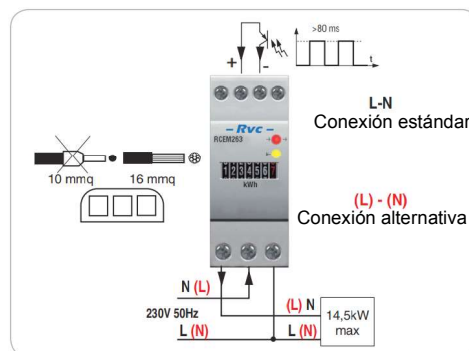 >80 ms
t
+ -
L-N
Conexión estándar
- Rvc -
RCEM263
1234567
kWh
10 mmq 16 mmq
(L) - (N)
Conexión alternativa
N (L)
230V 50Hz
L (N)
(L) N
L (N)
14,5kW
max